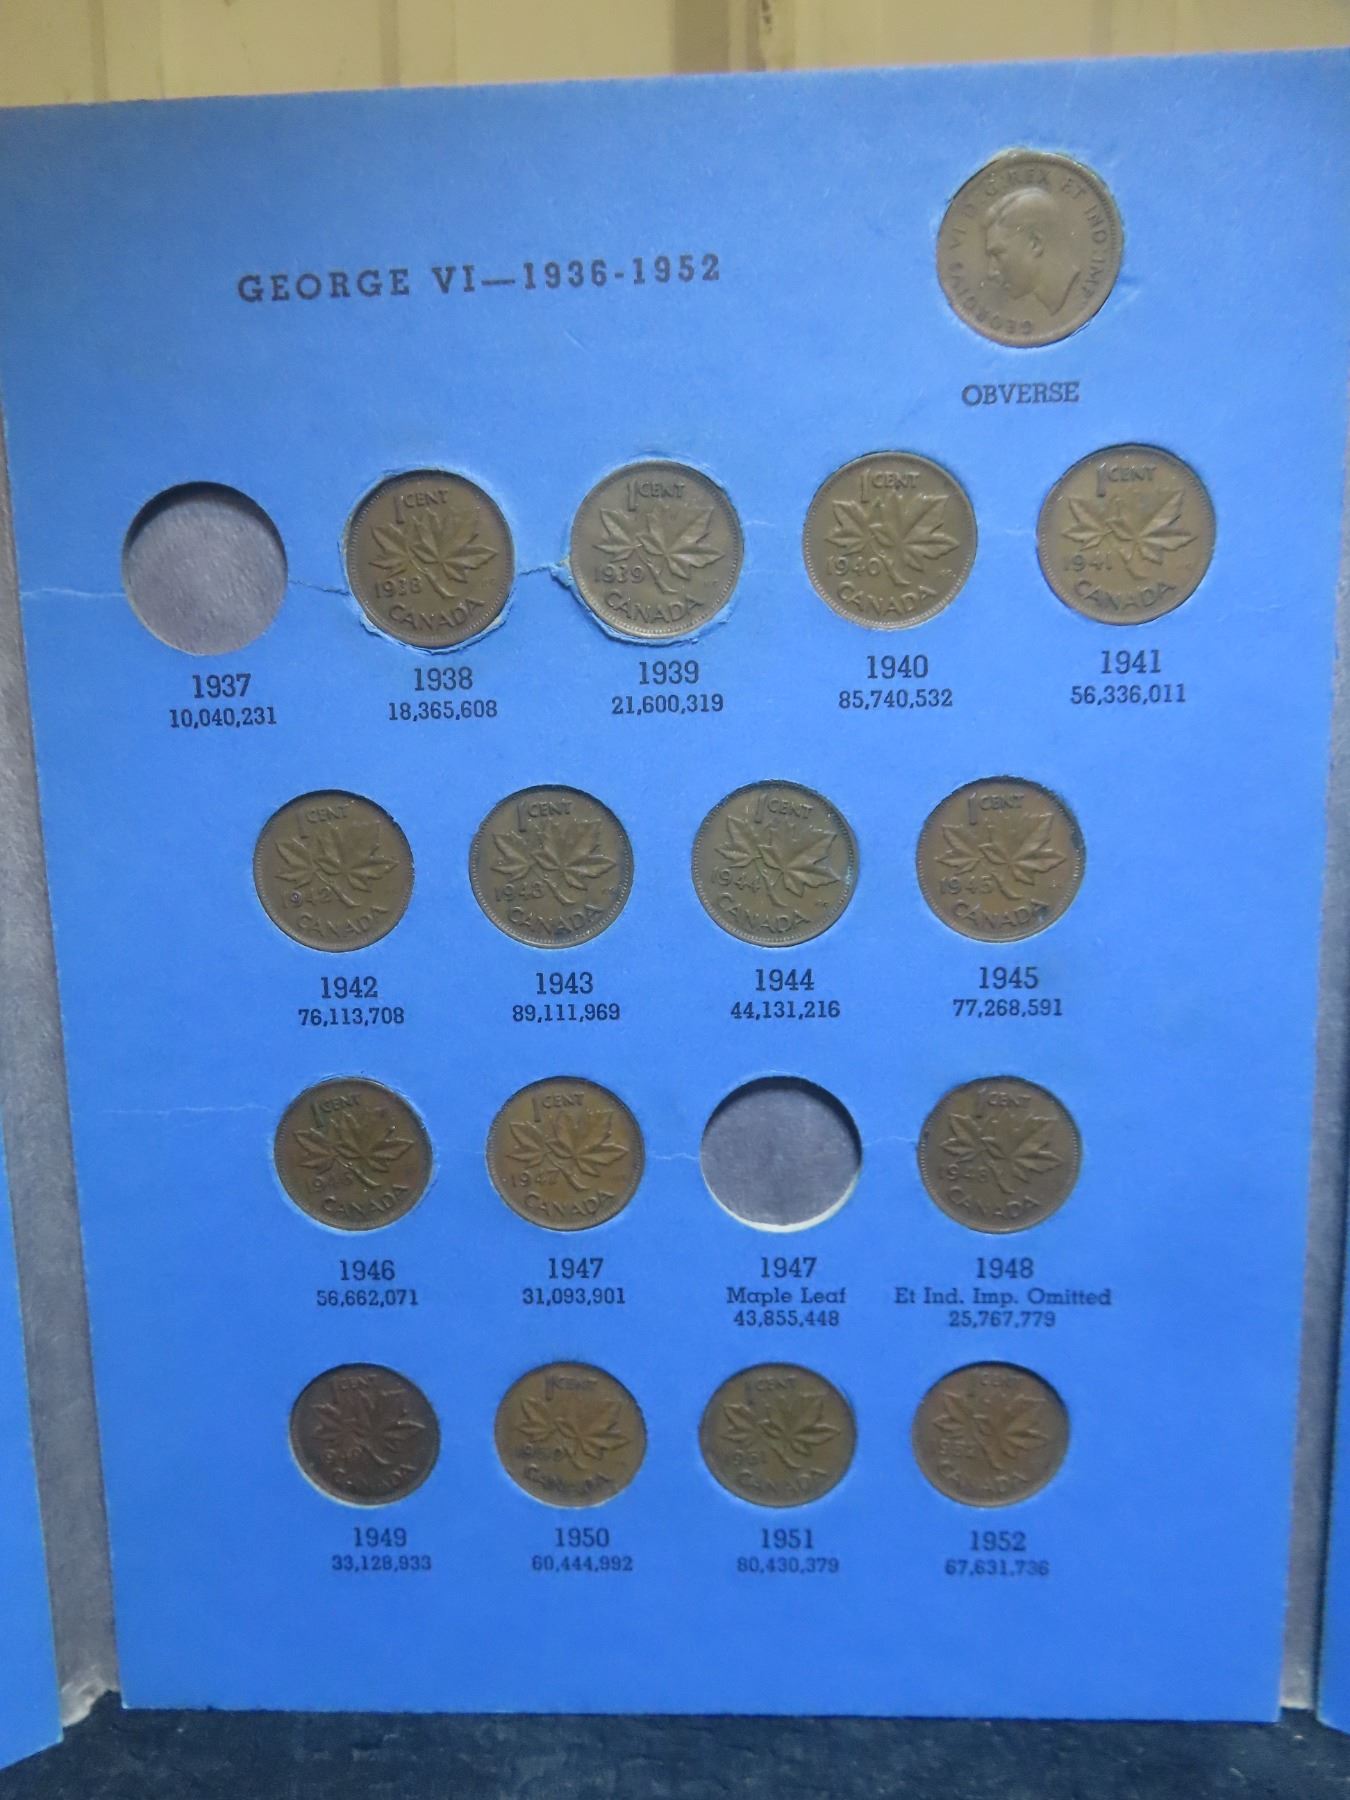 GEORGE VI—1936-1952
GEORGIVS VI D:G:REX ET IND:IMP:
OBVERSE
1 CENT 1938 CANADA
1 CENT 1939 CANADA
1 CENT 1940 CANADA
1 CENT 1941 CANADA
1937 1938 1939 1940 1941
10,040,231 18,365,608 21,600,319 85,740,532 56,336,011
1 CENT 1942 CANADA
1 CENT 1943 CANADA
1 CENT 1944 CANADA
1 CENT 1945 CANADA
1942 1943 1944 1945
76,113,708 89,111,969 44,131,216 77,268,591
1 CENT 1946 CANADA
1 CENT 1947 CANADA
1 CENT 1948 CANADA
1946 1947 1947 1948
56,662,071 31,093,901 Maple Leaf Et Ind. Imp. Omitted
43,855,448 25,767,779
1 CENT 1949 CANADA
1 CENT 1950 CANADA
1 CENT 1951 CANADA
1 CENT 1952 CANADA
1949 1950 1951 1952
33,128,933 60,444,992 80,430,379 67,631,736